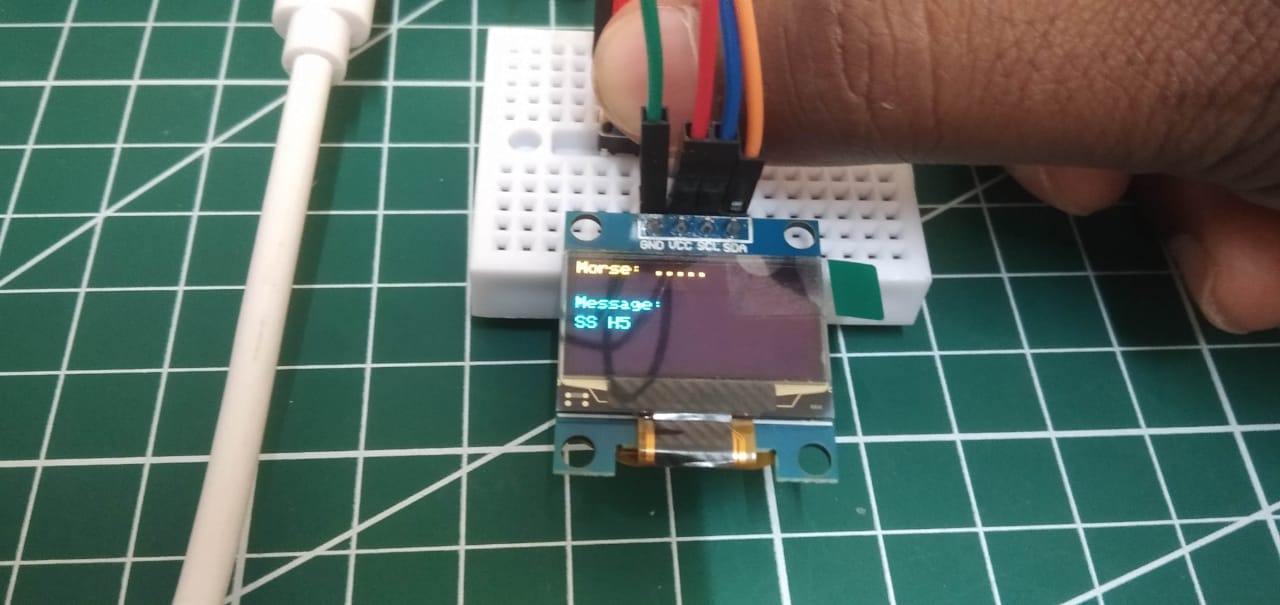 GND VCC SCL SDA
Morse: .....
Message:
SS H5